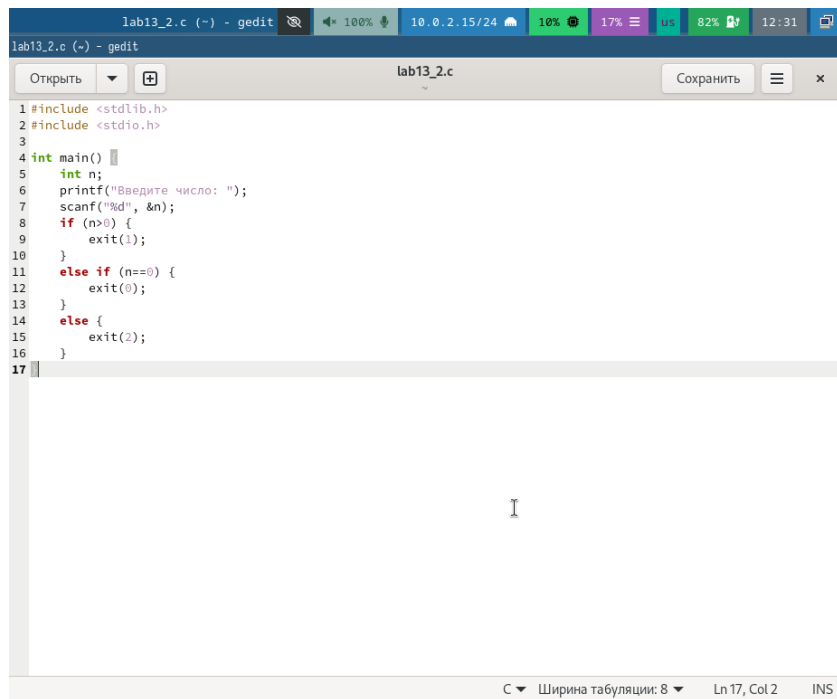 lab13_2.c (~) - gedit 100% 10.0.2.15/24 10% 17% us 82% 12:31
lab13_2.c (~) - gedit
Открыть lab13_2.c Сохранить
~
1 #include <stdlib.h>
2 #include <stdio.h>
3
4 int main() {
5     int n;
6     printf("Введите число: ");
7     scanf("%d", &n);
8     if (n>0) {
9         exit(1);
10     }
11     else if (n==0) {
12         exit(0);
13     }
14     else {
15         exit(2);
16     }
17 }
C Ширина табуляции: 8 Ln 17, Col 2 INS